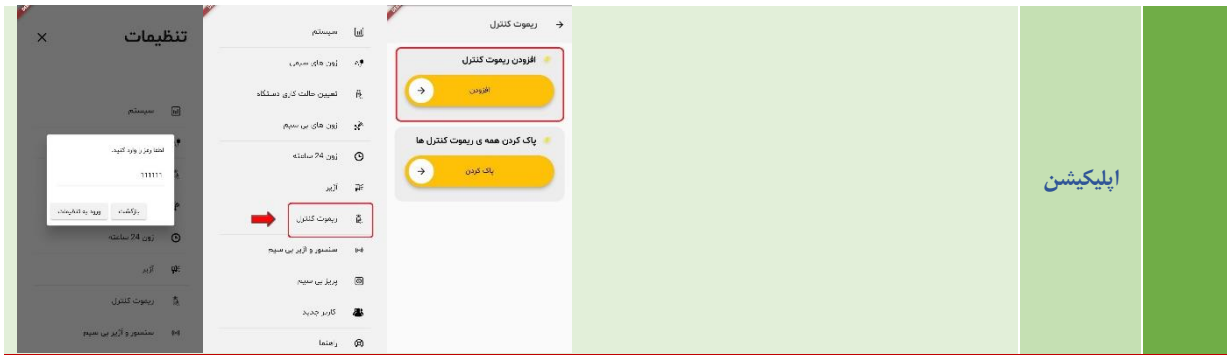 اپلیکیشن
ریموت کنترل
افزودن ریموت کنترل
افزودن
پاک کردن همه ی ریموت کنترل ها
پاک کردن
سیستم
زون های سیمی
تعیین حالت کاری دستگاه
زون های بی سیم
زون 24 ساعته
آژیر
ریموت کنترل
سنسور و آژیر بی سیم
پریز بی سیم
کاربر جدید
راهنما
تنظیمات
سیستم
لطفا رمز را وارد کنید.
111111
بازگشت
ورود به تنظیمات
زون 24 ساعته
آژیر
ریموت کنترل
سنسور و آژیر بی سیم